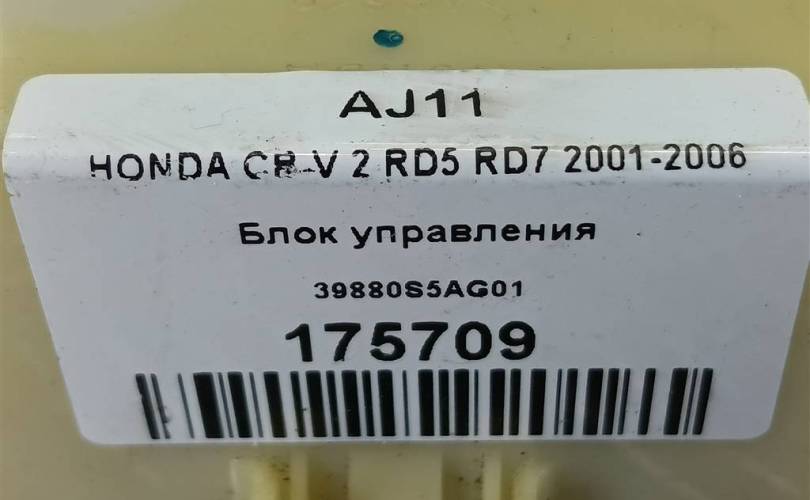 AJ11
HONDA CR-V 2 RD5 RD7 2001-2006
Блок управления
39880S5AG01
175709